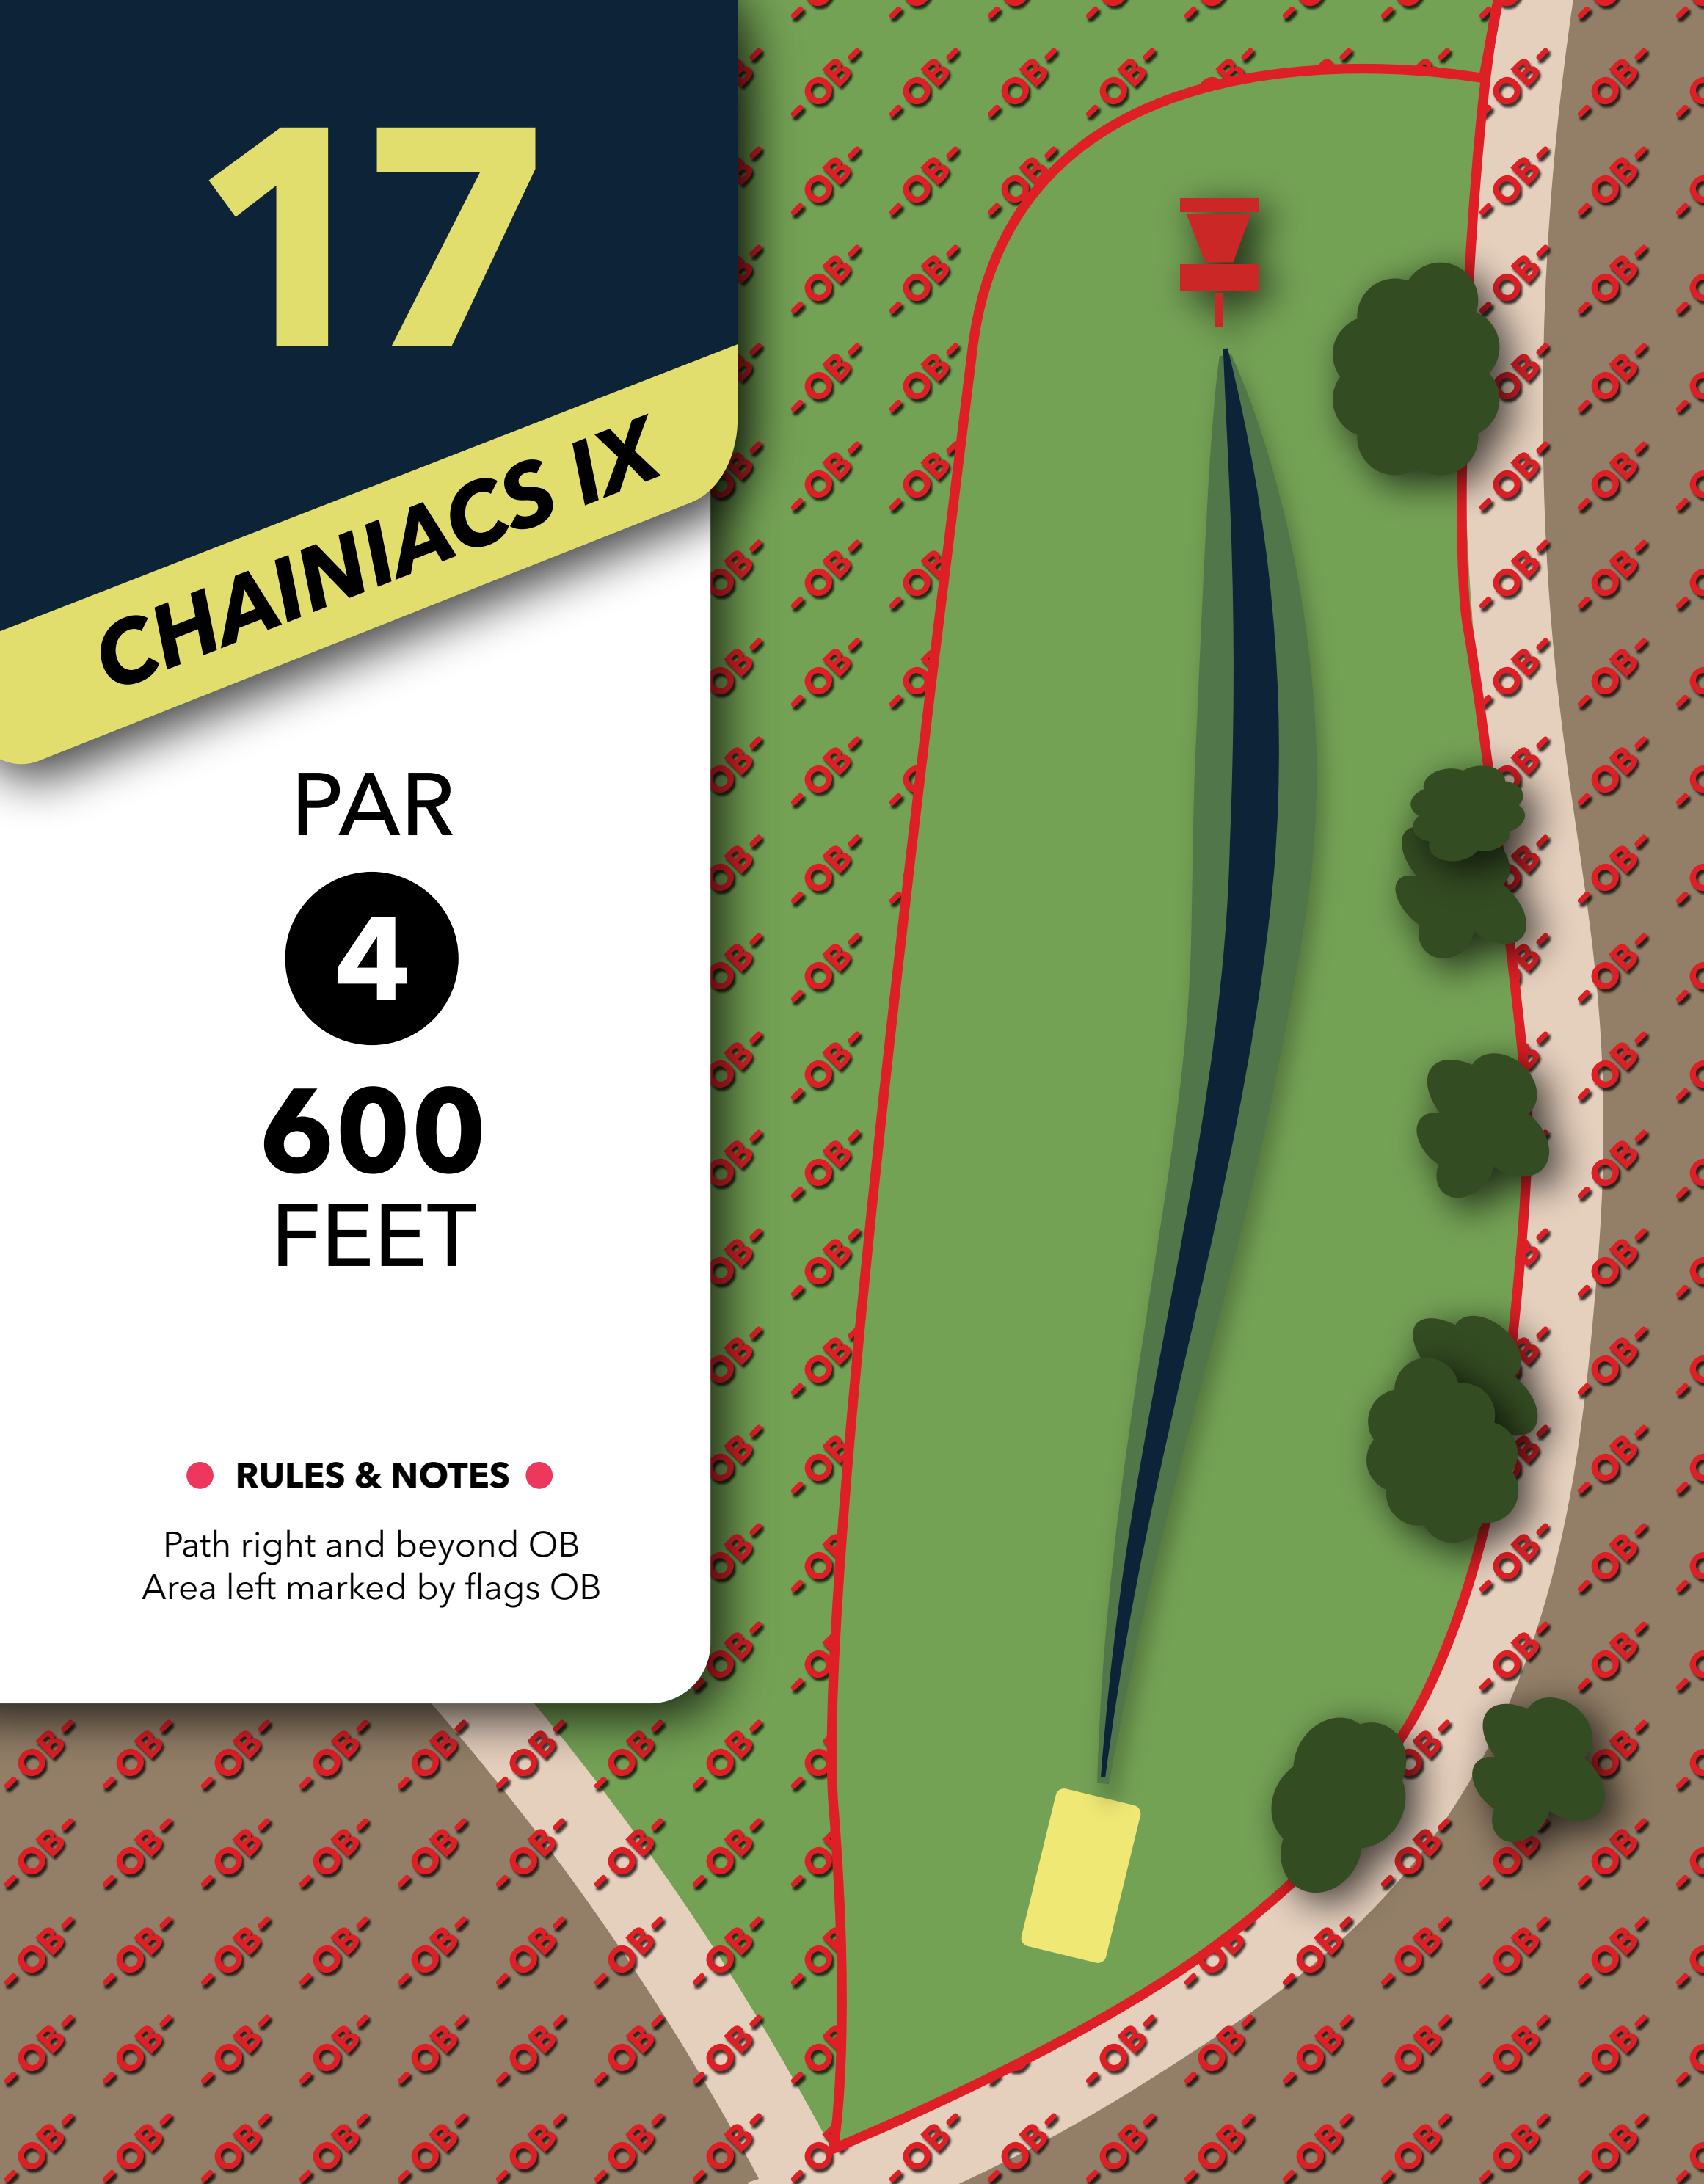 17
CHAINIACS IX
PAR
4
600
FEET
RULES & NOTES
Path right and beyond OB
Area left marked by flags OB
OB